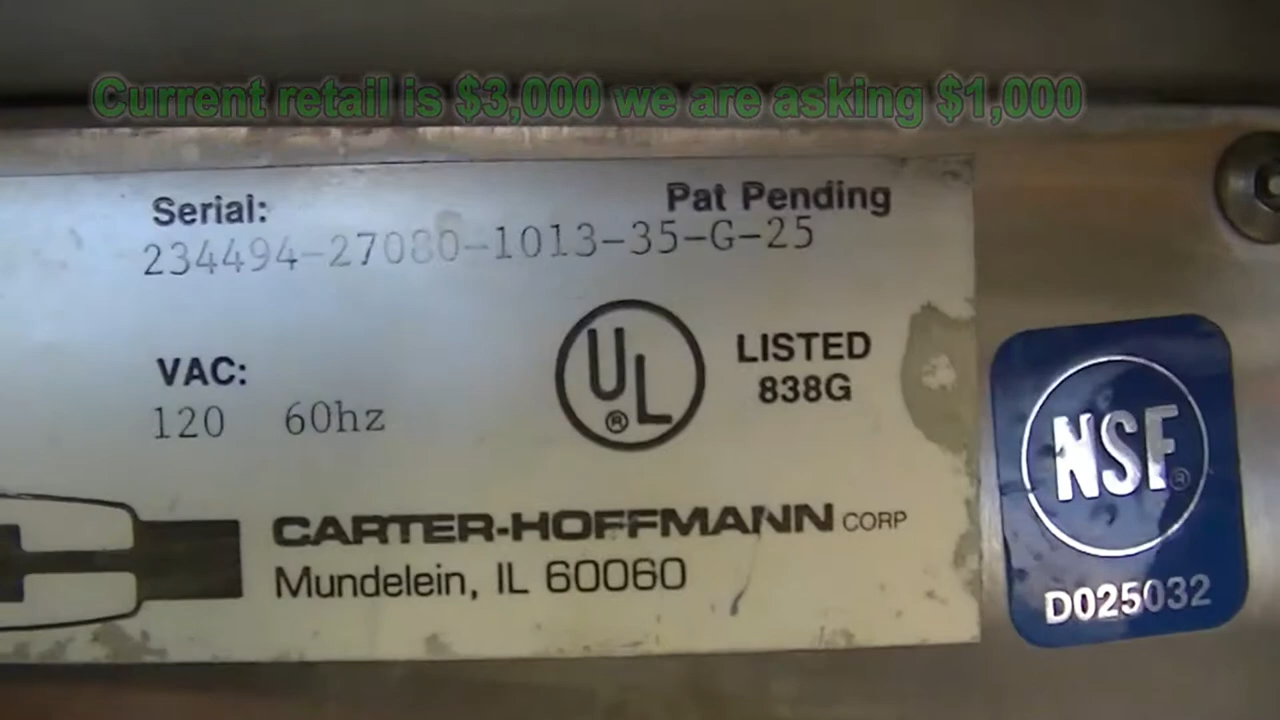 Current retail is $3,000 we are asking $1,000
Serial:
Pat Pending
234494-27080-1013-35-G-25
UL®
LISTED
838G
VAC:
120 60hz
CARTER-HOFFMANN CORP
Mundelein, IL 60060
NSF®
D025032